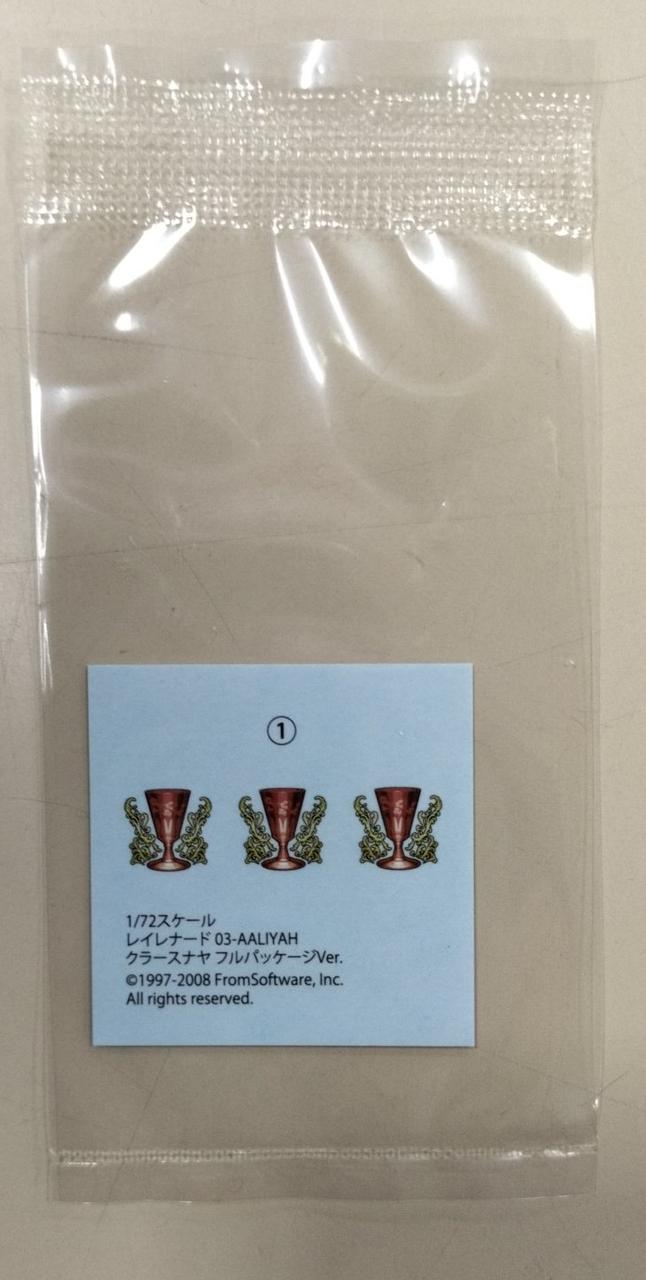 ①
1/72スケール
レイレナード 03-AALIYAH
クラースナヤ フルパッケージVer.
©1997-2008 FromSoftware, Inc.
All rights reserved.